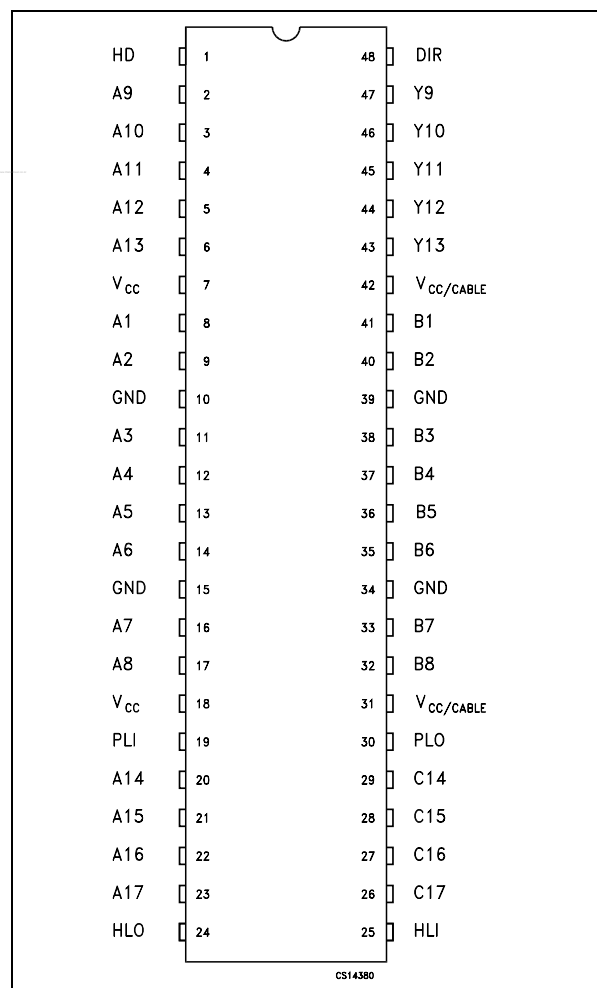 HD 1 48 DIR
A9 2 47 Y9
A10 3 46 Y10
A11 4 45 Y11
A12 5 44 Y12
A13 6 43 Y13
VCC 7 42 VCC/CABLE
A1 8 41 B1
A2 9 40 B2
GND 10 39 GND
A3 11 38 B3
A4 12 37 B4
A5 13 36 B5
A6 14 35 B6
GND 15 34 GND
A7 16 33 B7
A8 17 32 B8
VCC 18 31 VCC/CABLE
PLI 19 30 PLO
A14 20 29 C14
A15 21 28 C15
A16 22 27 C16
A17 23 26 C17
HLO 24 25 HLI
CS14380